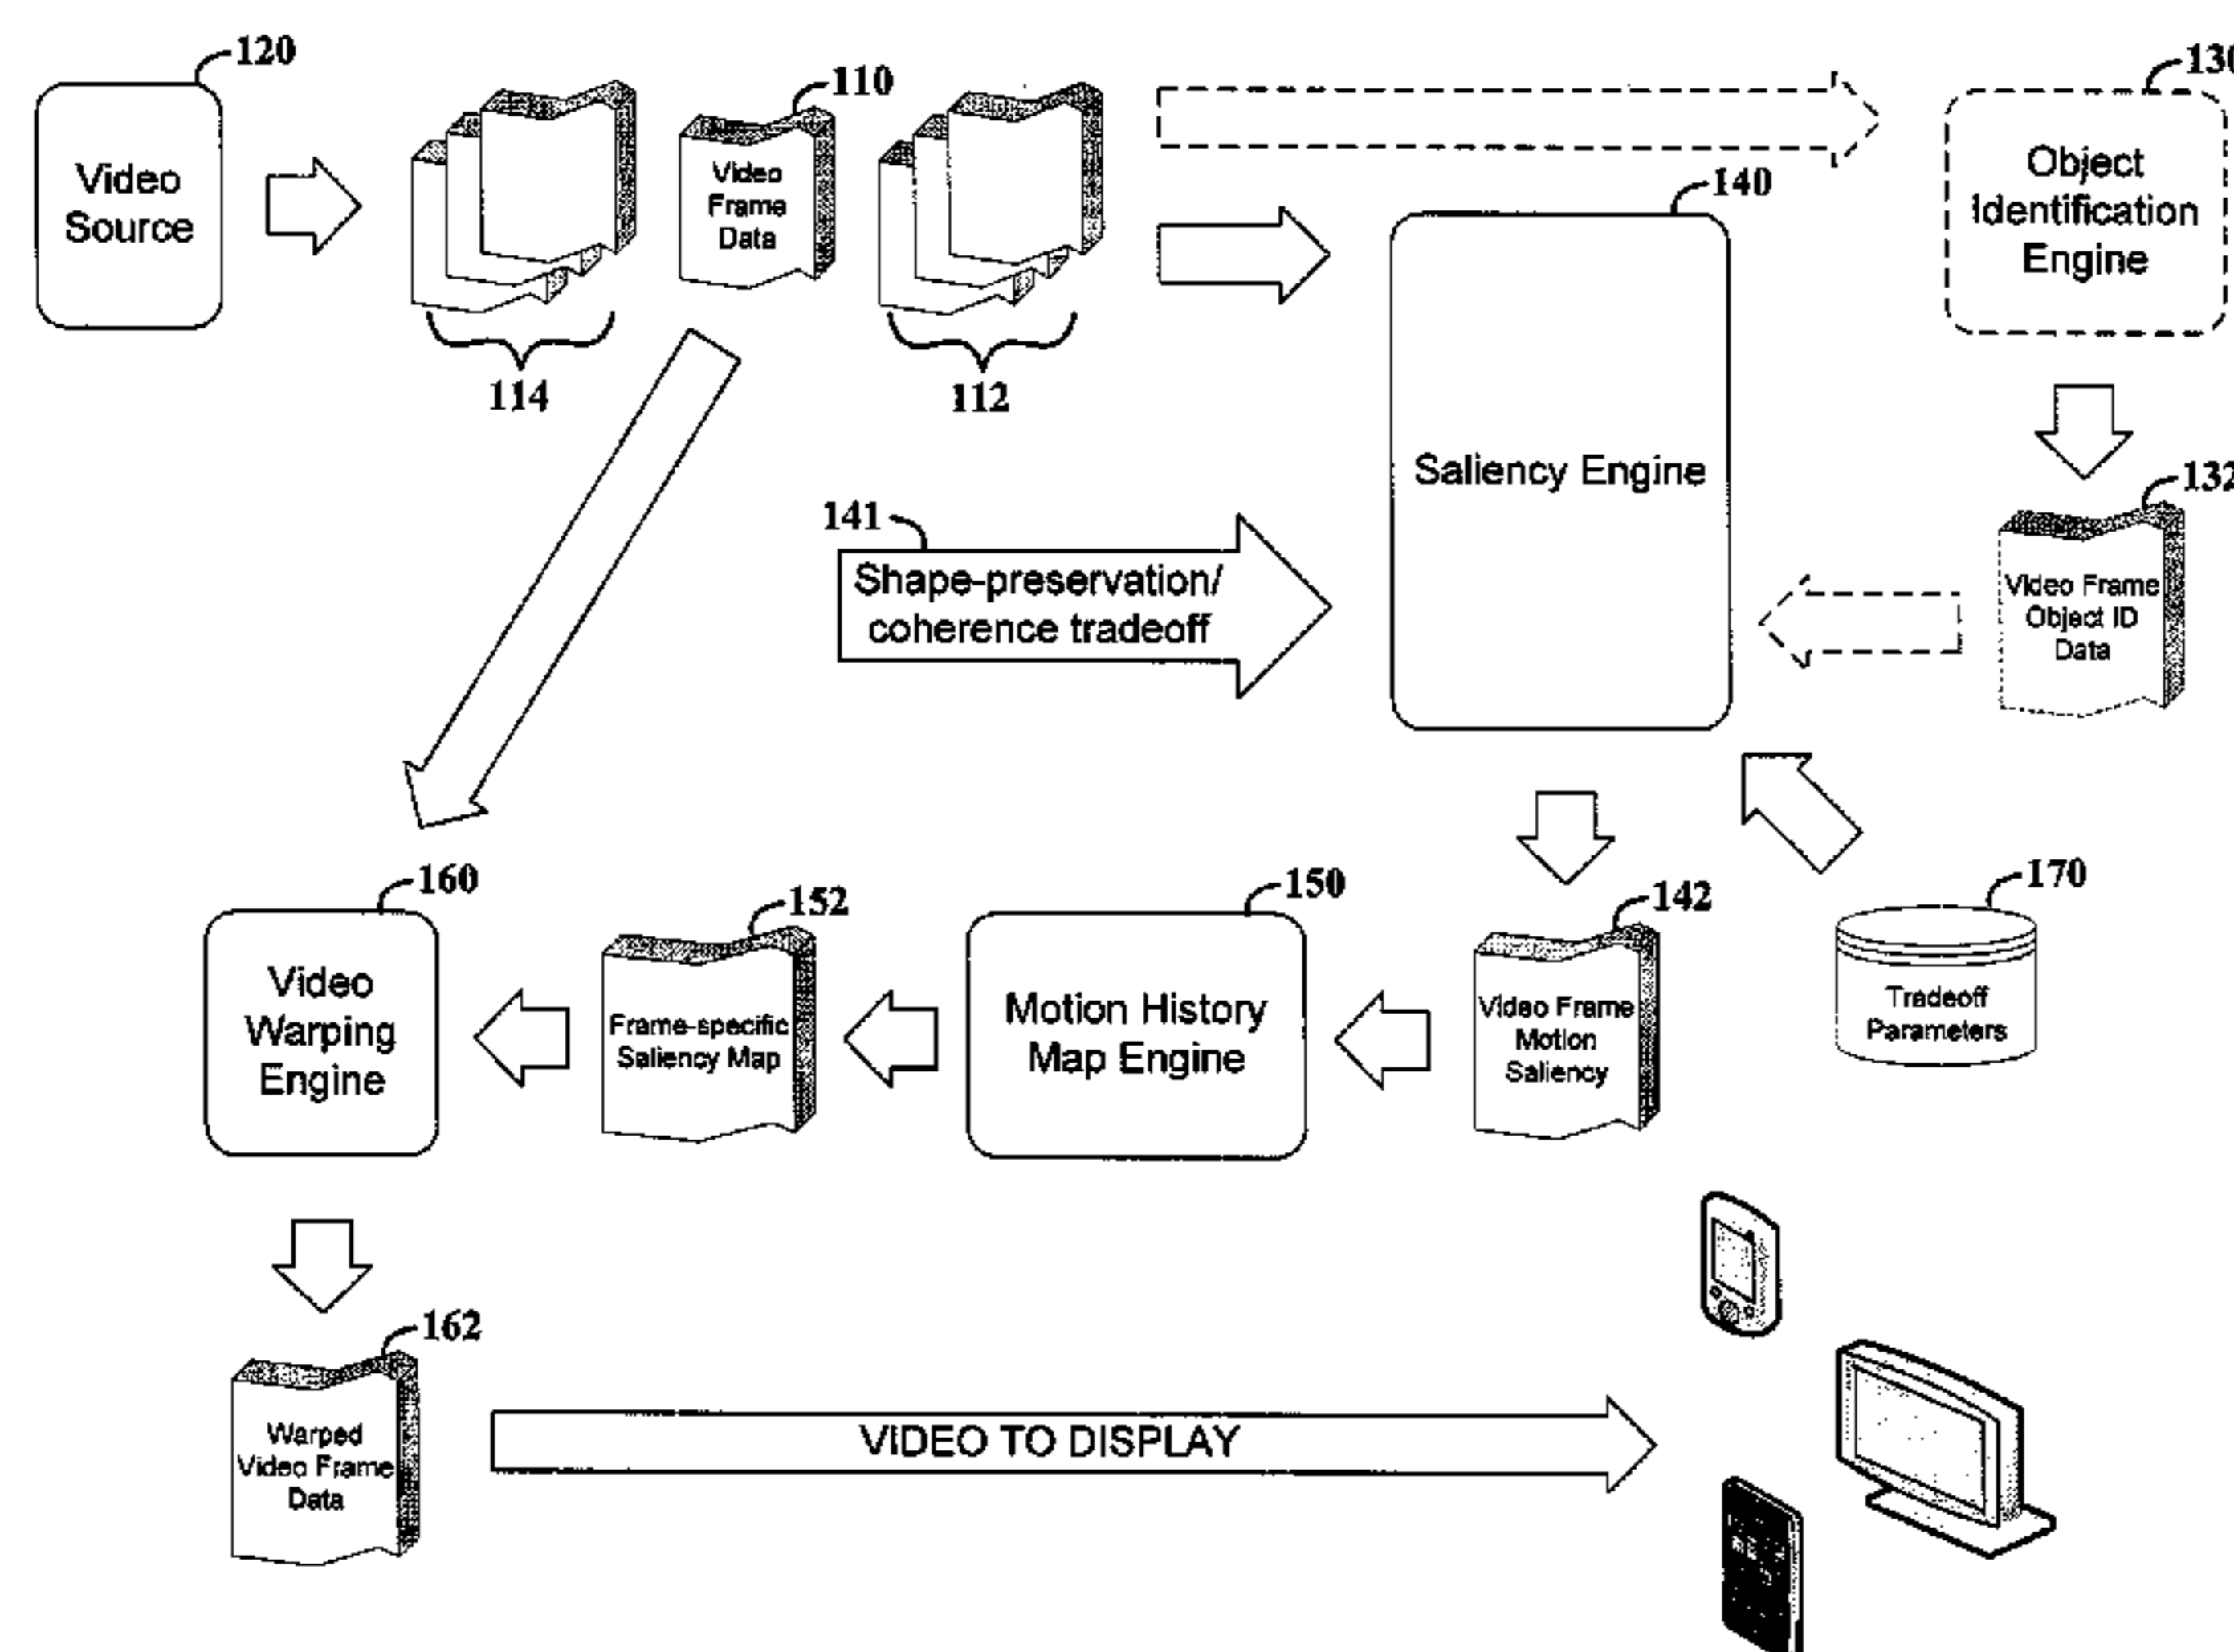 120
Video
Source
110
Video
Frame
Data
114
112
130
Object
Identification
Engine
140
Saliency Engine
141
Shape-preservation/
coherence tradeoff
132
Video Frame
Object ID
Data
160
Video
Warping
Engine
152
Frame-specific
Saliency Map
150
Motion History
Map Engine
142
Video Frame
Motion
Saliency
170
Tradeoff
Parameters
162
Warped
Video Frame
Data
VIDEO TO DISPLAY